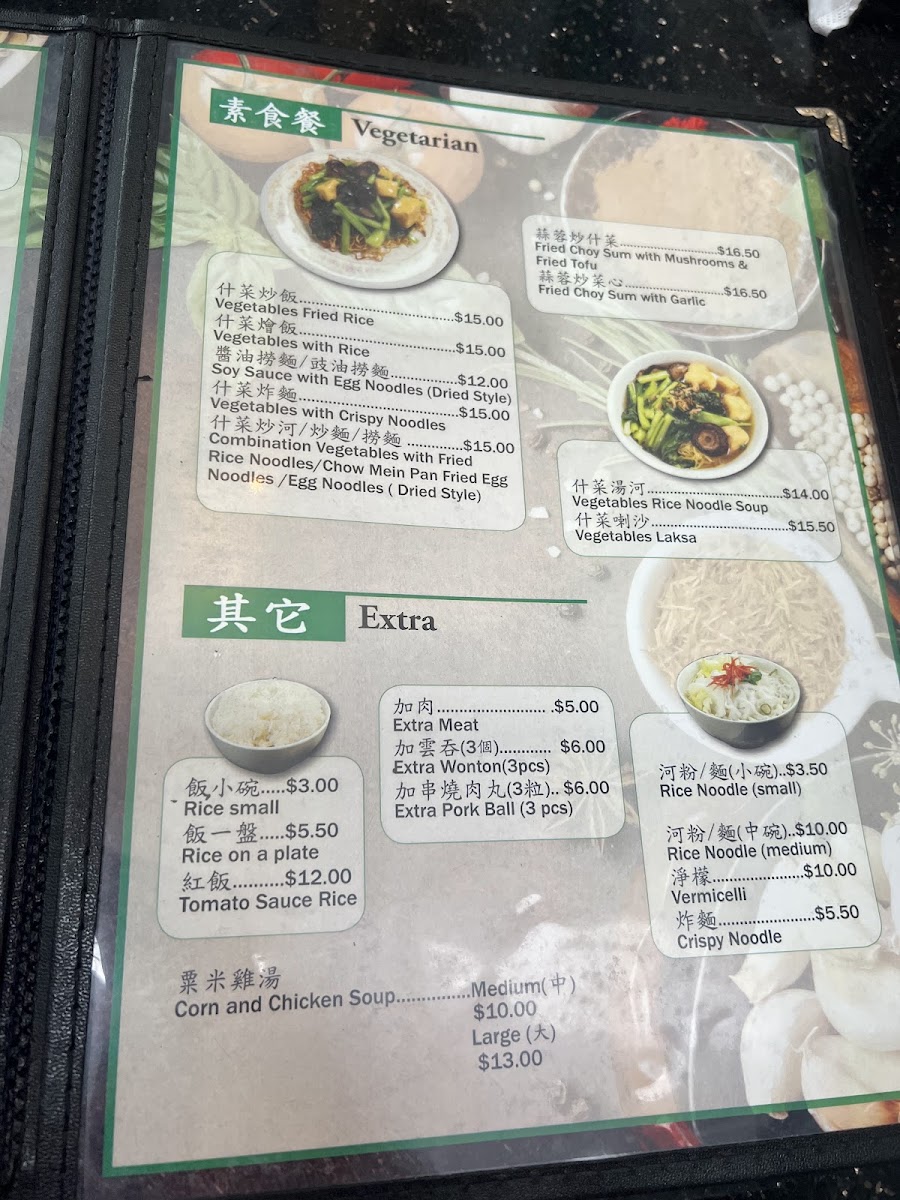 素食餐 Vegetarian
什菜炒飯..............................$15.00
Vegetables Fried Rice
什菜燴飯..............................$15.00
Vegetables with Rice
醬油撈麵/豉油撈麵..............$12.00
Soy Sauce with Egg Noodles (Dried Style)
什菜炸麵..............................$15.00
Vegetables with Crispy Noodles
什菜炒河/炒麵/撈麵 ............$15.00
Combination Vegetables with Fried
Rice Noodles/Chow Mein Pan Fried Egg
Noodles /Egg Noodles ( Dried Style)
蒜蓉炒什菜....................$16.50
Fried Choy Sum with Mushrooms &
Fried Tofu
蒜蓉炒菜心....................$16.50
Fried Choy Sum with Garlic
什菜湯河..............................$14.00
Vegetables Rice Noodle Soup
什菜喇沙..............................$15.50
Vegetables Laksa
其它 Extra
飯小碗.....$3.00
Rice small
飯一盤.....$5.50
Rice on a plate
紅飯..........$12.00
Tomato Sauce Rice
加肉........................ .$5.00
Extra Meat
加雲吞(3個)............ $6.00
Extra Wonton(3pcs)
加串燒肉丸(3粒).. $6.00
Extra Pork Ball (3 pcs)
河粉/麵(小碗)..$3.50
Rice Noodle (small)
河粉/麵(中碗)..$10.00
Rice Noodle (medium)
淨檬....................$10.00
Vermicelli
炸麵......................$5.50
Crispy Noodle
粟米雞湯
Corn and Chicken Soup...............Medium(中)
$10.00
Large (大)
$13.00